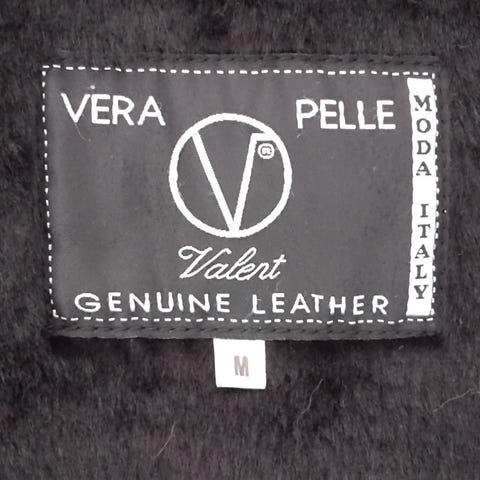 VERA PELLE
V®
Valent
GENUINE LEATHER
MODA ITALY
M